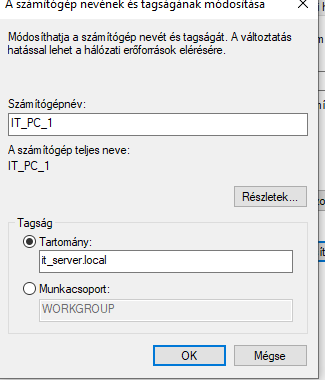 A számítógép nevének és tagságának módosítása
Módosíthatja a számítógép nevét és tagságát. A változtatás
hatással lehet a hálózati erőforrások elérésére.
Számítógépnév:
IT_PC_1
A számítógép teljes neve:
IT_PC_1
Részletek...
Tagság
Tartomány:
it_server.local
Munkacsoport:
WORKGROUP
OK
Mégse